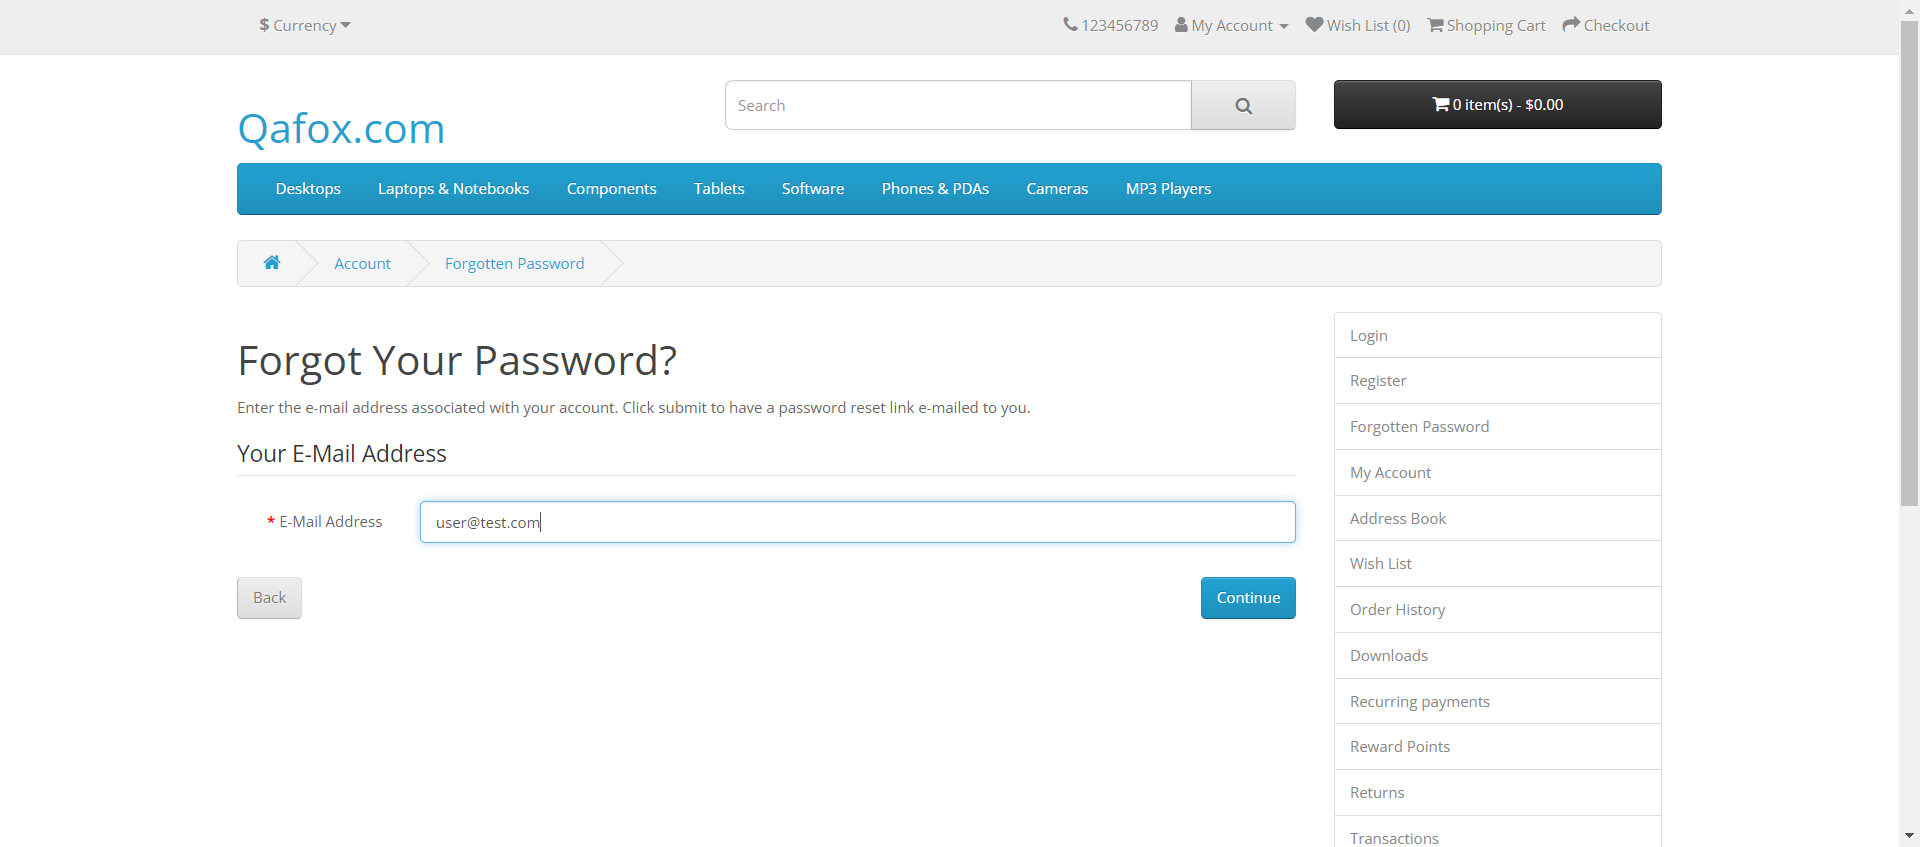 $ Currency
123456789 My Account Wish List (0) Shopping Cart Checkout
Qafox.com
Search
0 item(s) - $0.00
Desktops Laptops & Notebooks Components Tablets Software Phones & PDAs Cameras MP3 Players
Account Forgotten Password
Forgot Your Password?
Enter the e-mail address associated with your account. Click submit to have a password reset link e-mailed to you.
Your E-Mail Address
* E-Mail Address user@test.com
Back Continue
Login
Register
Forgotten Password
My Account
Address Book
Wish List
Order History
Downloads
Recurring payments
Reward Points
Returns
Transactions